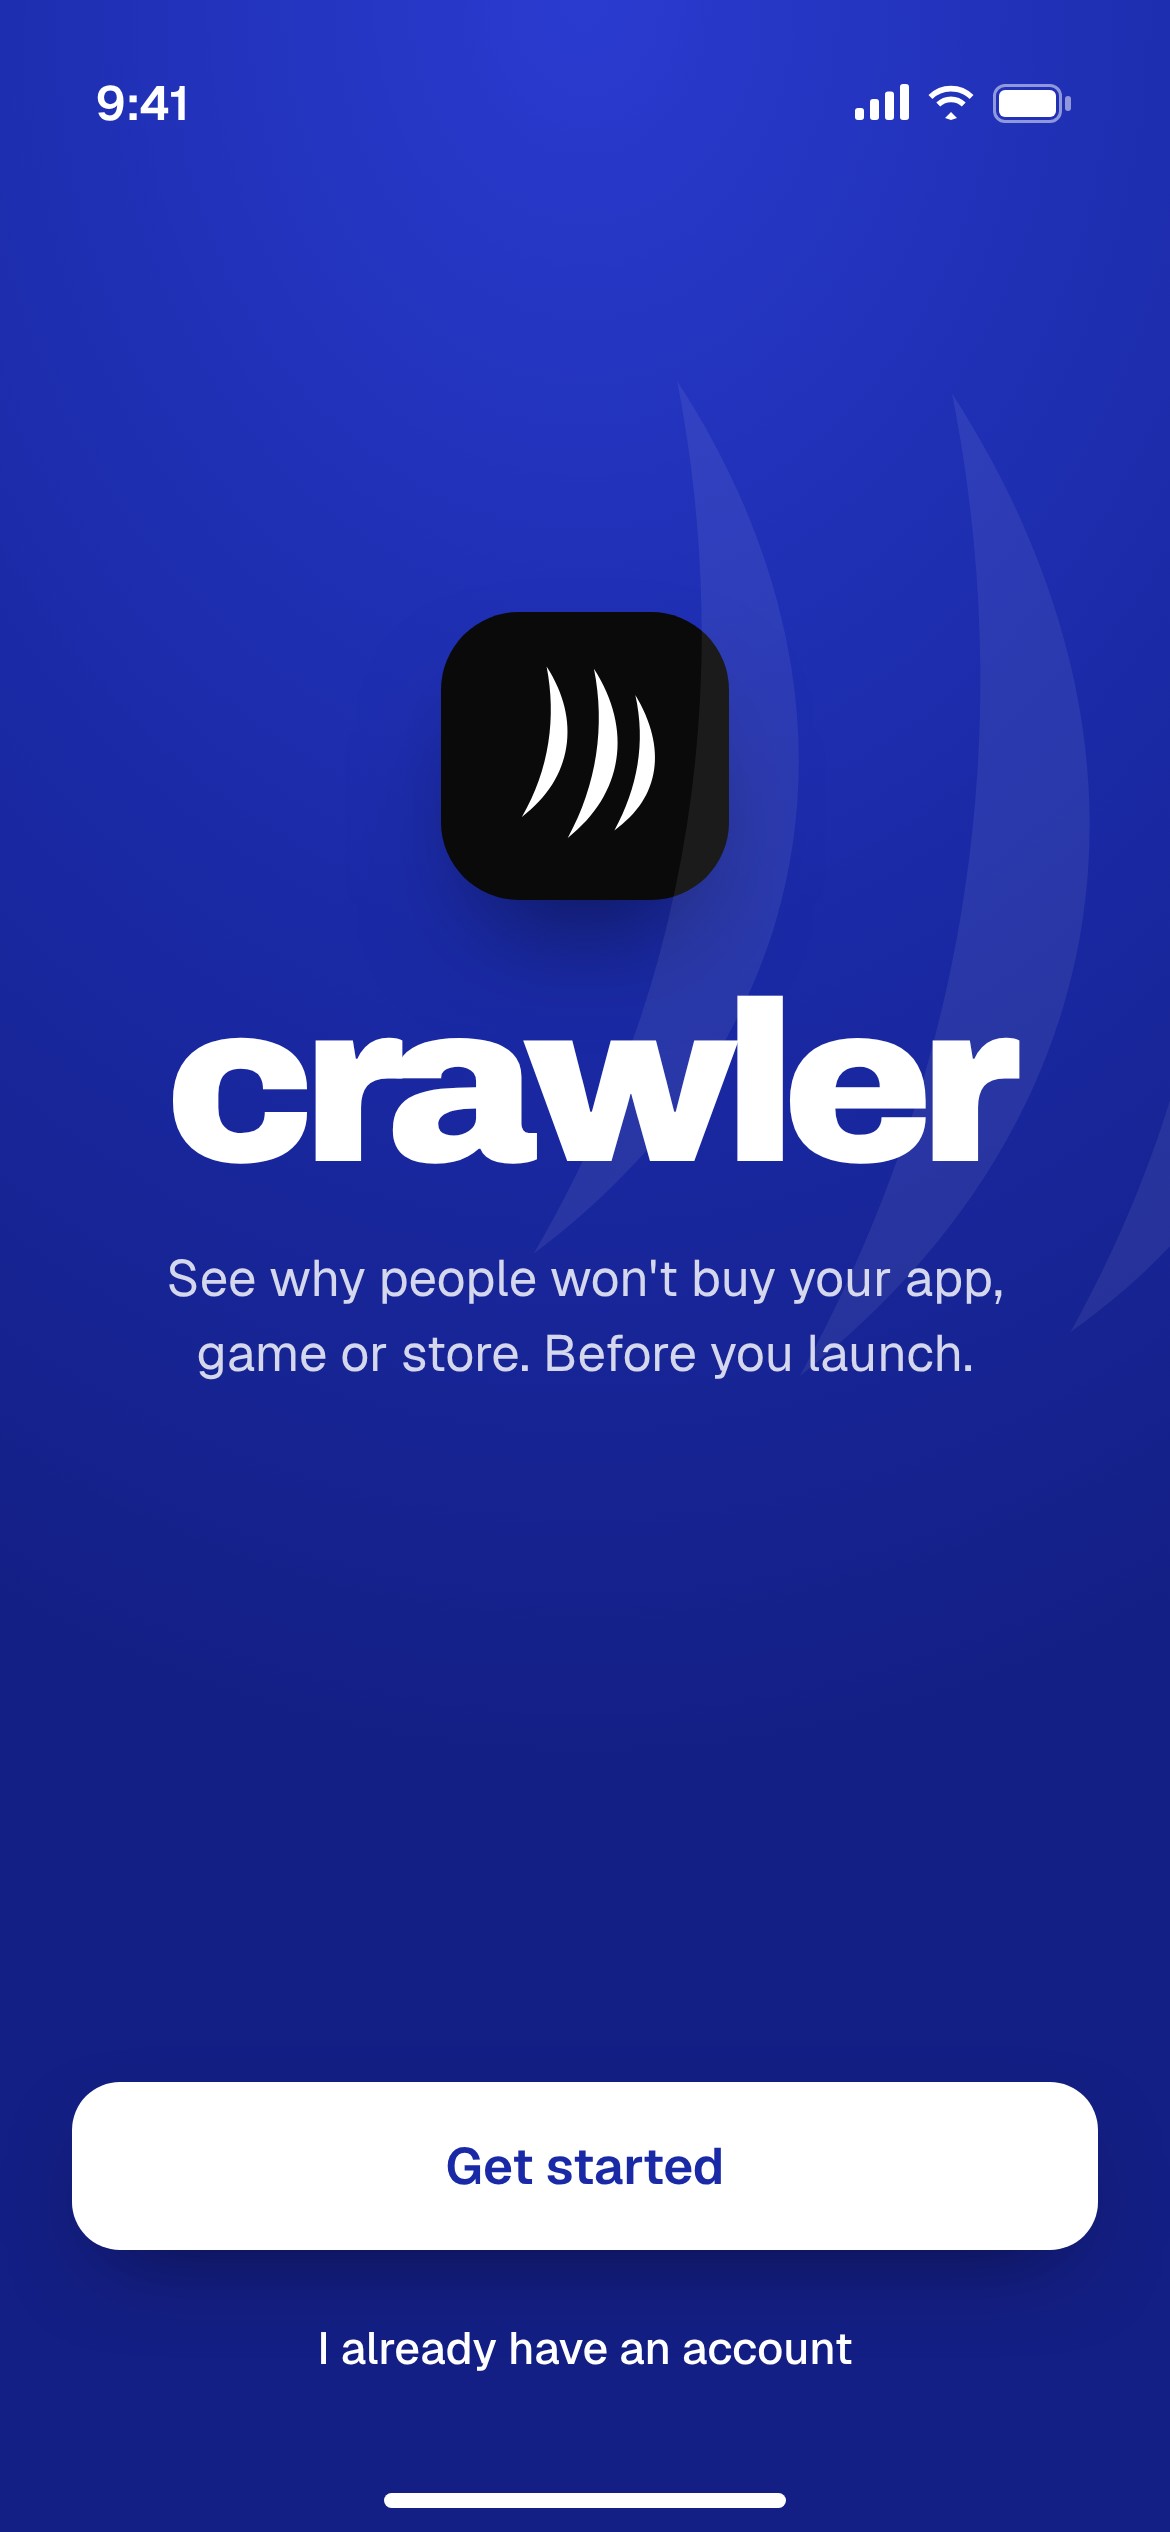 9:41
crawler
See why people won't buy your app,
game or store. Before you launch.
Get started
I already have an account